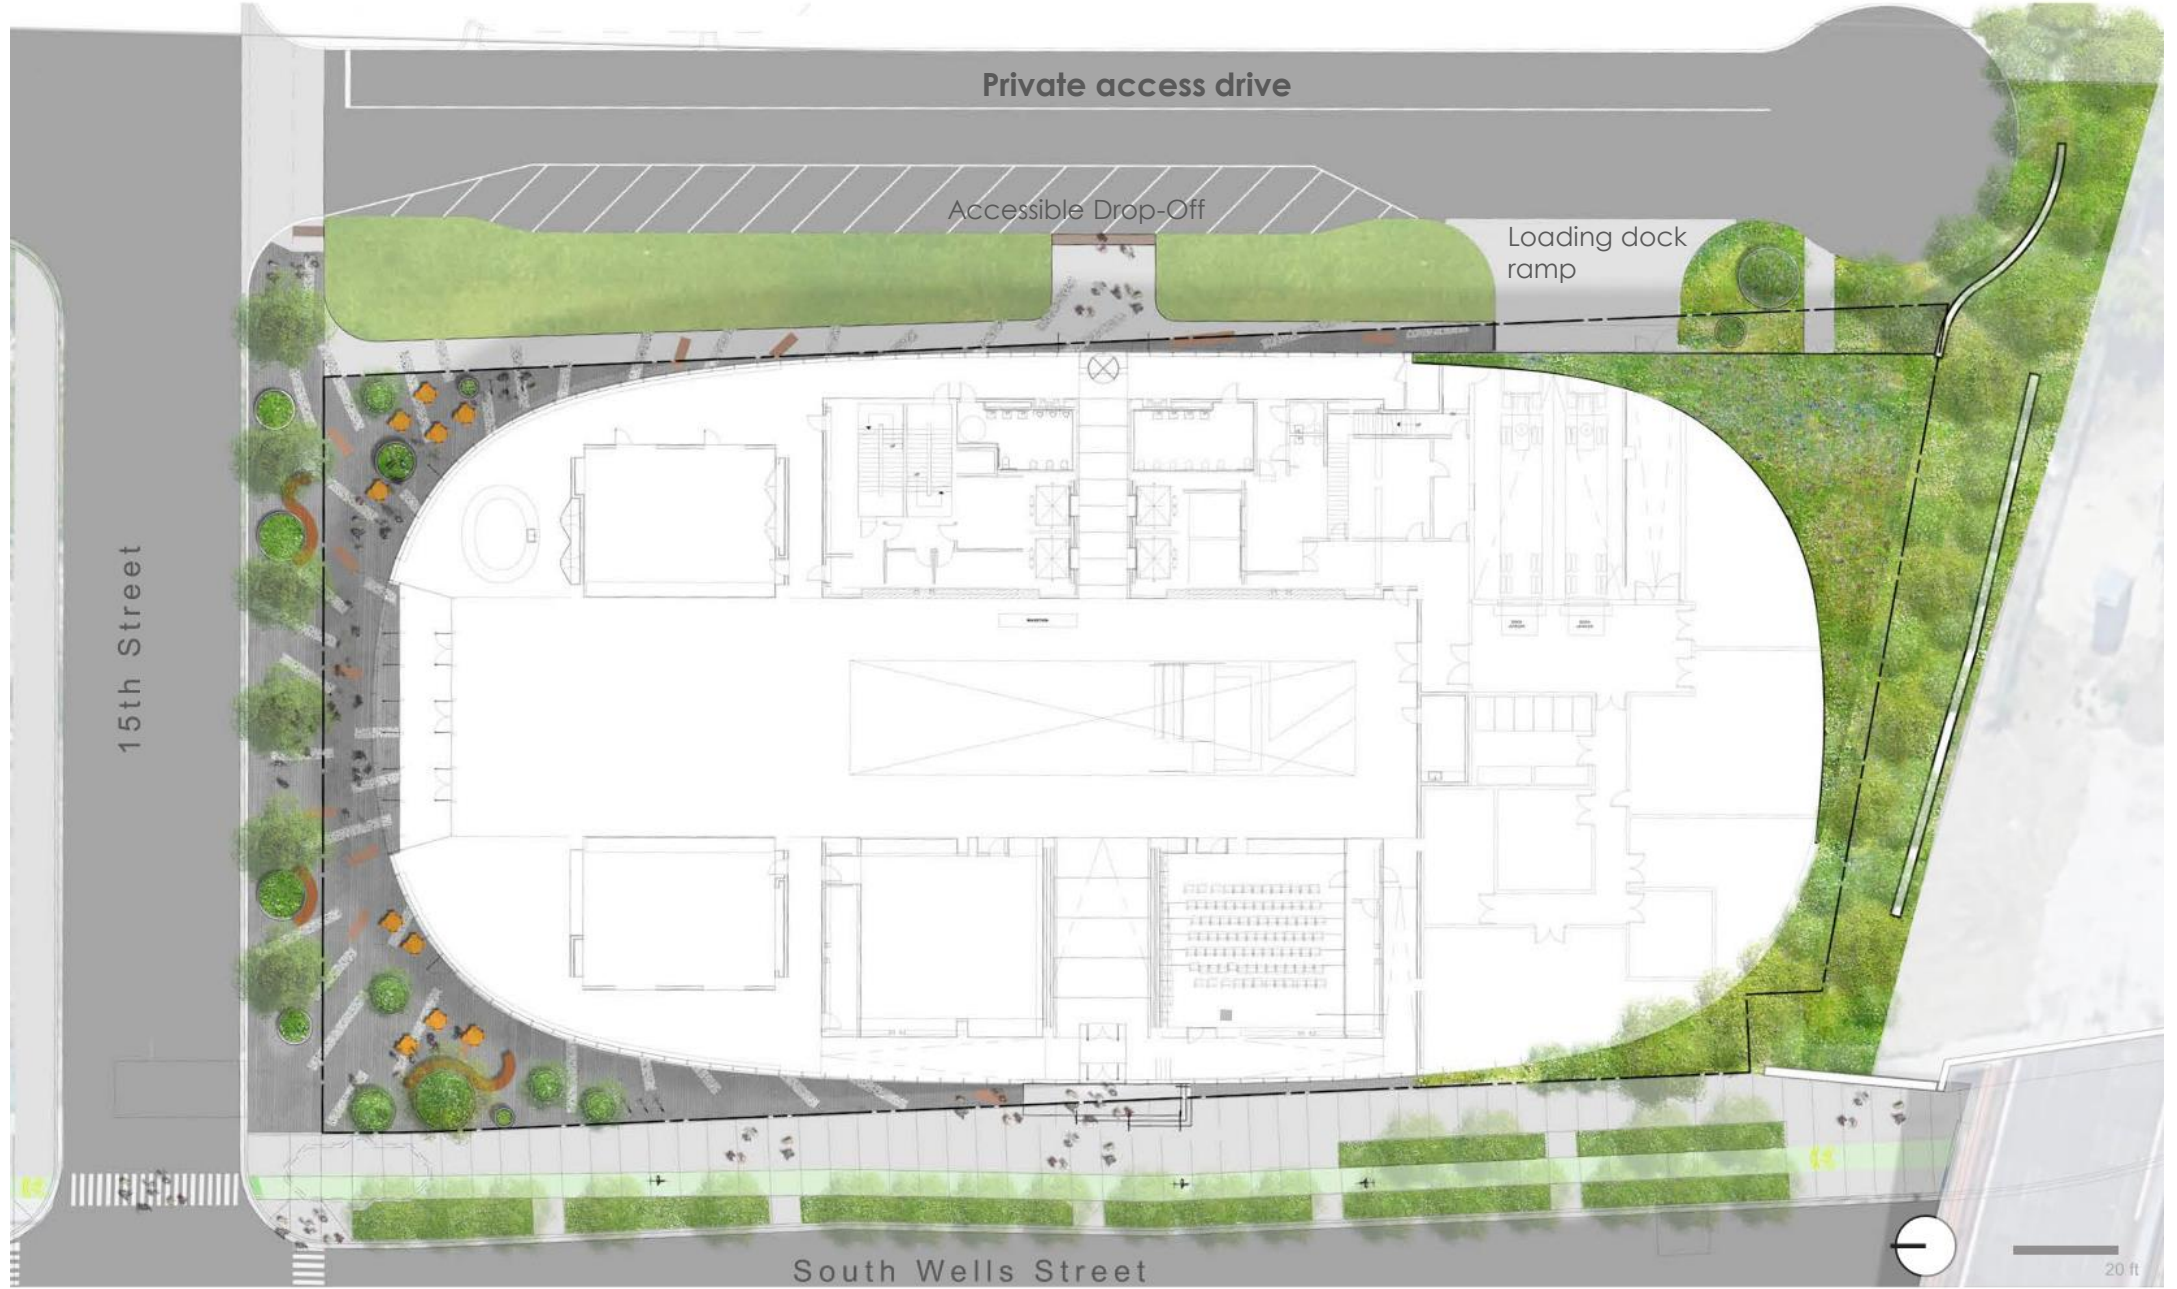 Private access drive
Accessible Drop-Off
Loading dock
ramp
15th Street
South Wells Street
20 ft